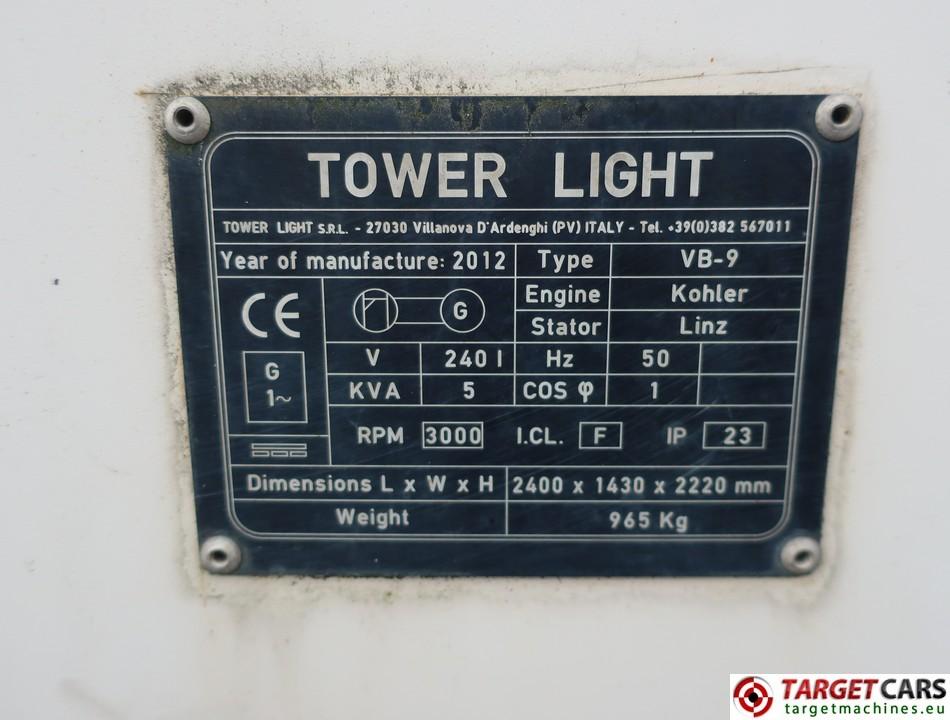 TOWER LIGHT
TOWER LIGHT S.R.L. - 27030 Villanova D'Ardenghi (PV) ITALY - Tel. +39(0)382 567011
Year of manufacture: 2012 Type VB-9
CE G Engine Kohler
Stator Linz
V 240 I Hz 50
G
1~
KVA 5 COS φ 1
RPM 3000 I.CL. F IP 23
Dimensions L x W x H 2400 x 1430 x 2220 mm
Weight 965 Kg
TARGETCARS
targetmachines.eu